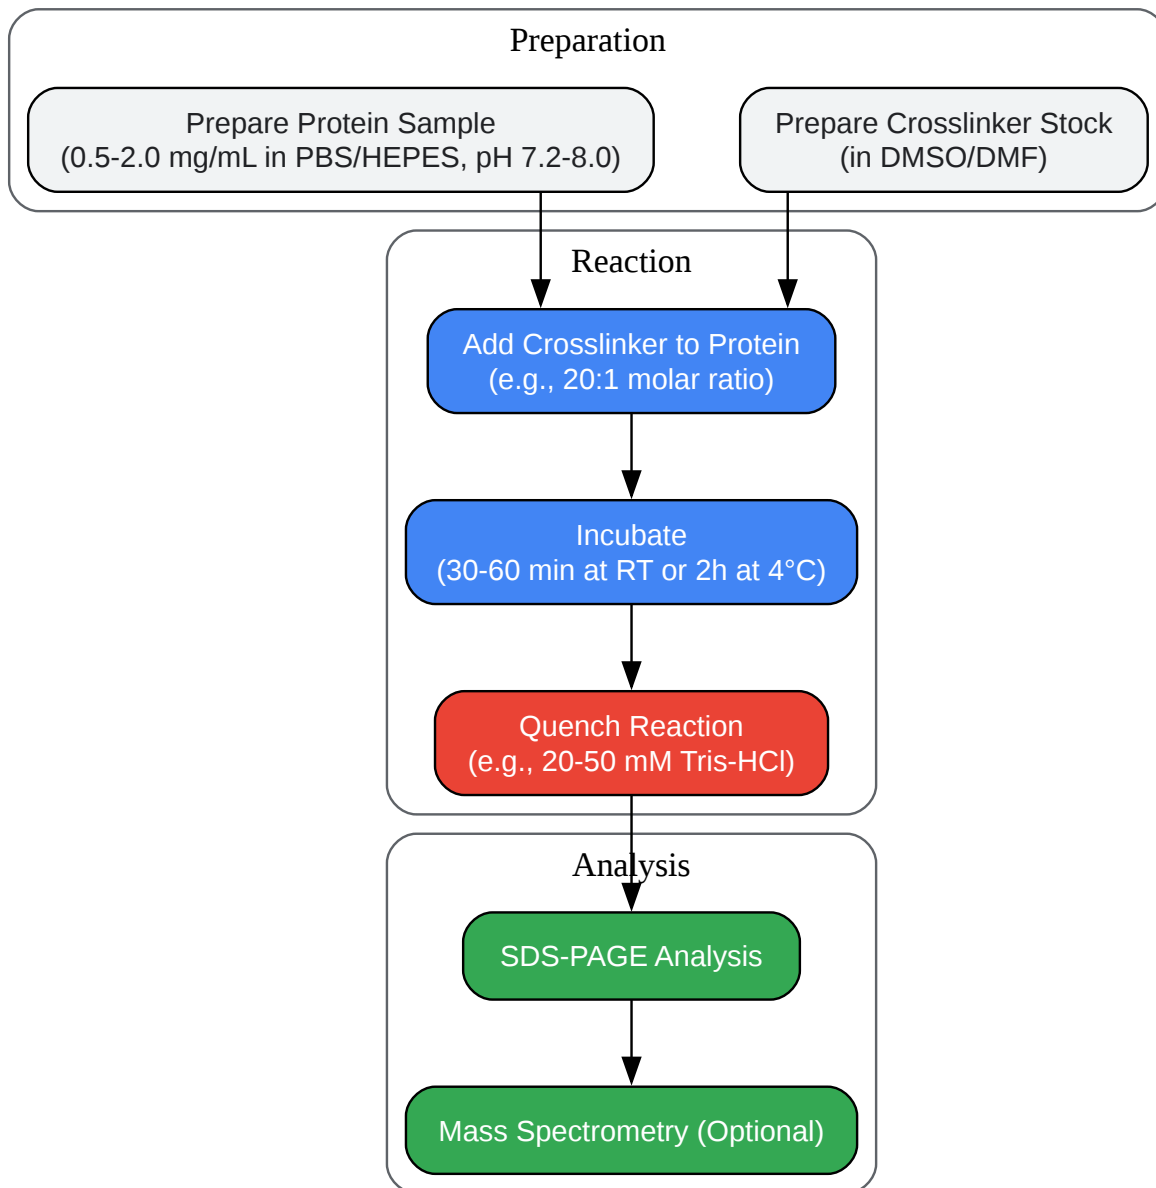 Preparation
Prepare Protein Sample
(0.5-2.0 mg/mL in PBS/HEPES, pH 7.2-8.0)
Prepare Crosslinker Stock
(in DMSO/DMF)
Reaction
Add Crosslinker to Protein
(e.g., 20:1 molar ratio)
Incubate
(30-60 min at RT or 2h at 4°C)
Quench Reaction
(e.g., 20-50 mM Tris-HCl)
Analysis
SDS-PAGE Analysis
Mass Spectrometry (Optional)